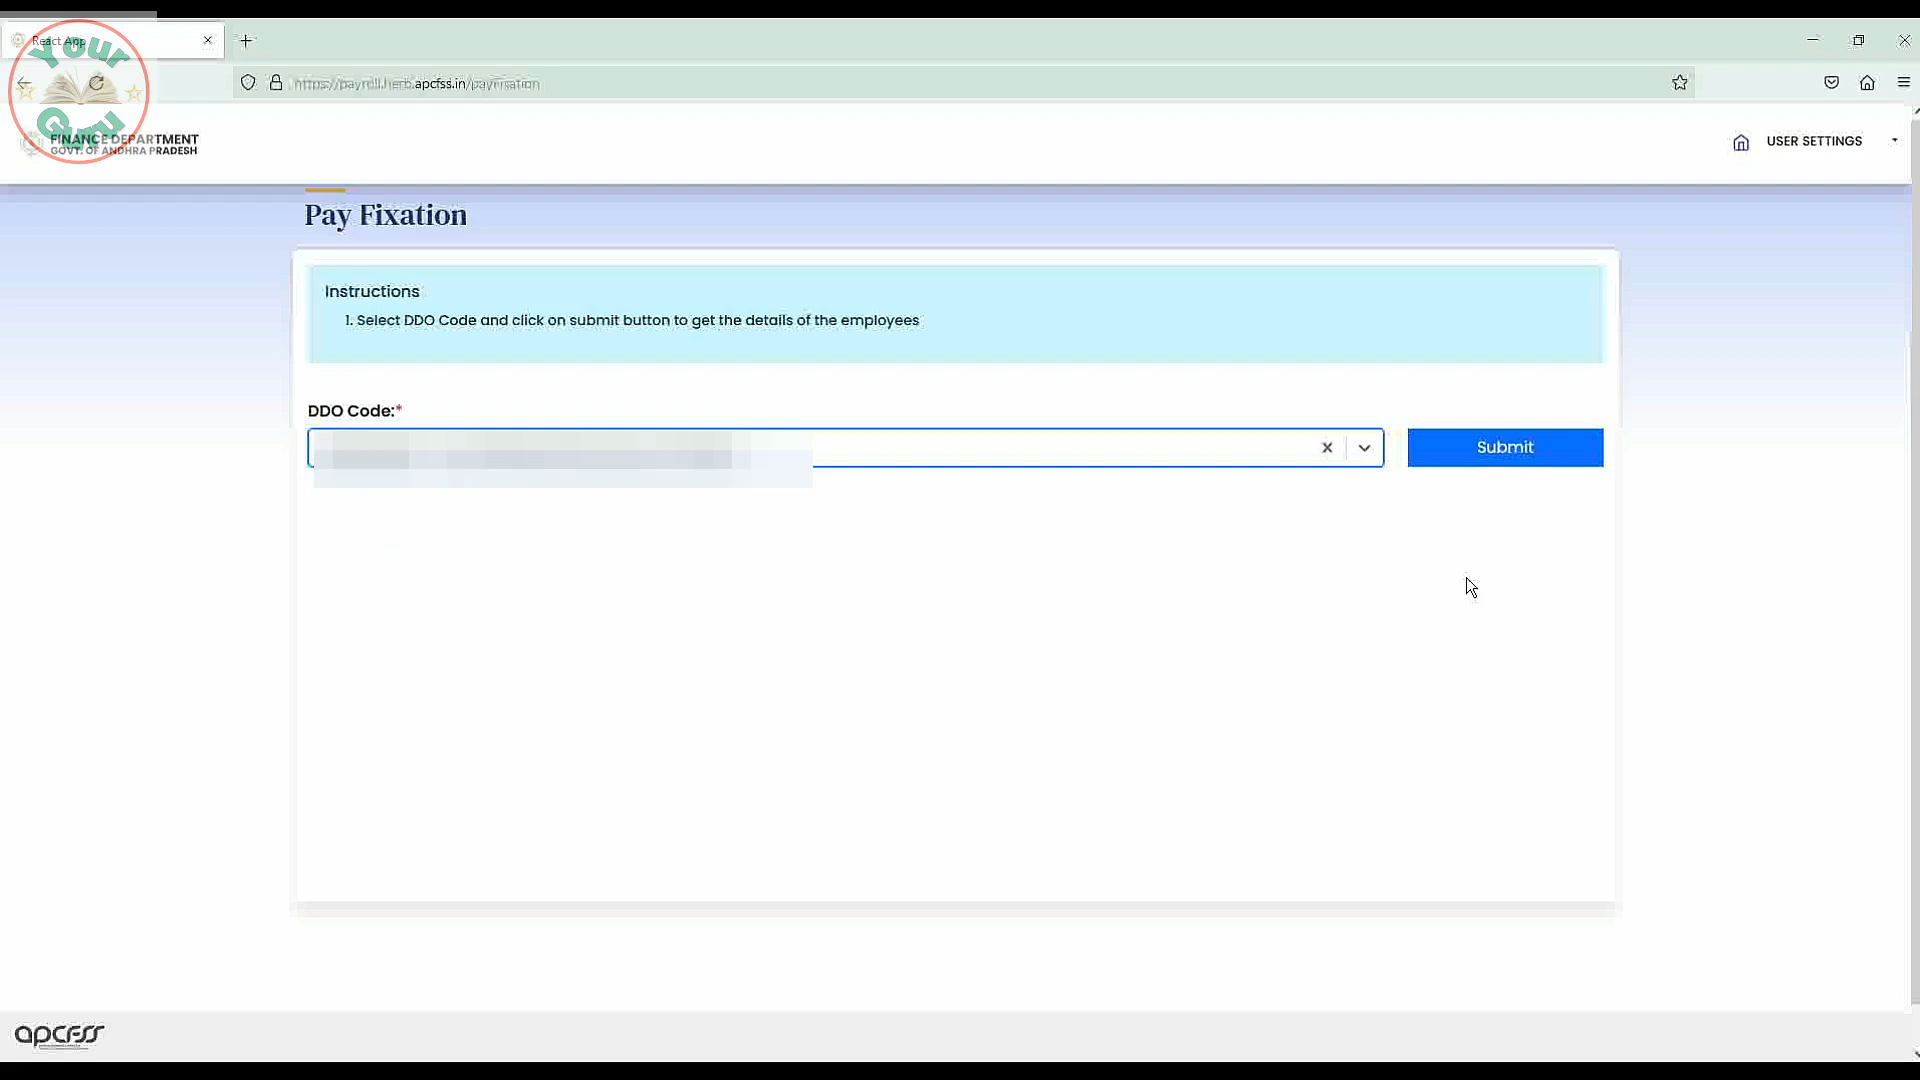 React App
Your
Guru
https://payroll.herb.apcfss.in/payfixation
FINANCE DEPARTMENT
GOVT. OF ANDHRA PRADESH
USER SETTINGS
Pay Fixation
Instructions
1. Select DDO Code and click on submit button to get the details of the employees
DDO Code:*
Submit
apcfss